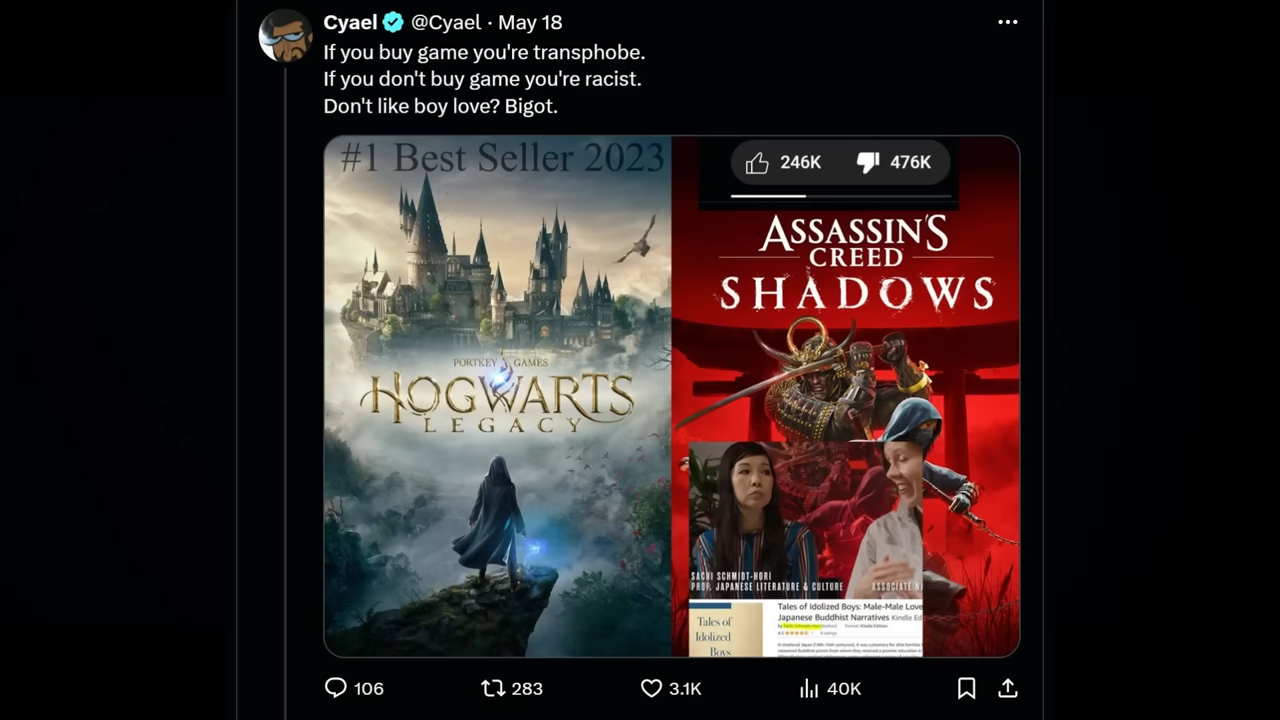 Cyael @Cyael · May 18
If you buy game you're transphobe.
If you don't buy game you're racist.
Don't like boy love? Bigot.
#1 Best Seller 2023
PORTKEY GAMES
HOGWARTS
LEGACY
246K 476K
ASSASSIN'S
CREED
SHADOWS
SACHI SCHMIDT-HORI
PROF. JAPANESE LITERATURE & CULTURE
ASSOCIATE
Tales of
Idolized
Boys
Tales of Idolized Boys: Male-Male Love
Japanese Buddhist Narratives Kindle Ed
106 283 3.1K 40K